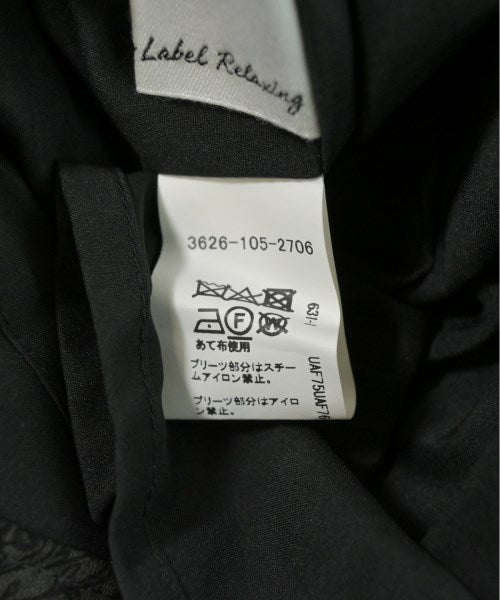 Label Relaxing
3626-105-2706
F
W
あて布使用
プリーツ部分はスチー
ムアイロン禁止。
プリーツ部分はアイロ
ン禁止。
UAF75UAF76